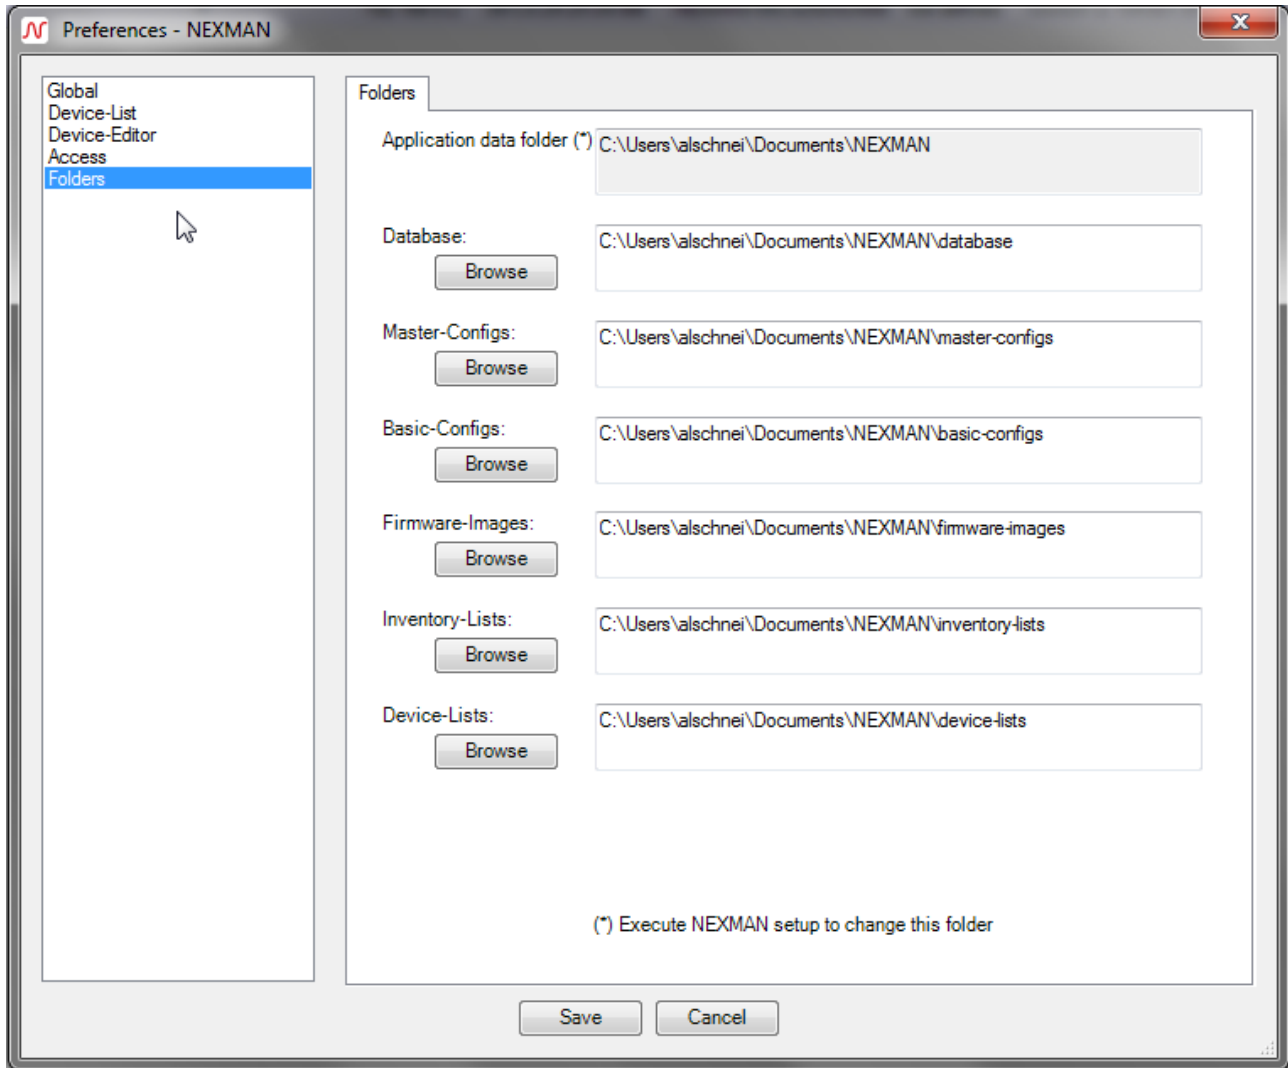 Preferences - NEXMAN
Global
Device-List
Device-Editor
Access
Folders
Folders
Application data folder (*) C:\Users\alschnei\Documents\NEXMAN
Database: C:\Users\alschnei\Documents\NEXMAN\database
Browse
Master-Configs: C:\Users\alschnei\Documents\NEXMAN\master-configs
Browse
Basic-Configs: C:\Users\alschnei\Documents\NEXMAN\basic-configs
Browse
Firmware-Images: C:\Users\alschnei\Documents\NEXMAN\firmware-images
Browse
Inventory-Lists: C:\Users\alschnei\Documents\NEXMAN\inventory-lists
Browse
Device-Lists: C:\Users\alschnei\Documents\NEXMAN\device-lists
Browse
(*) Execute NEXMAN setup to change this folder
Save Cancel